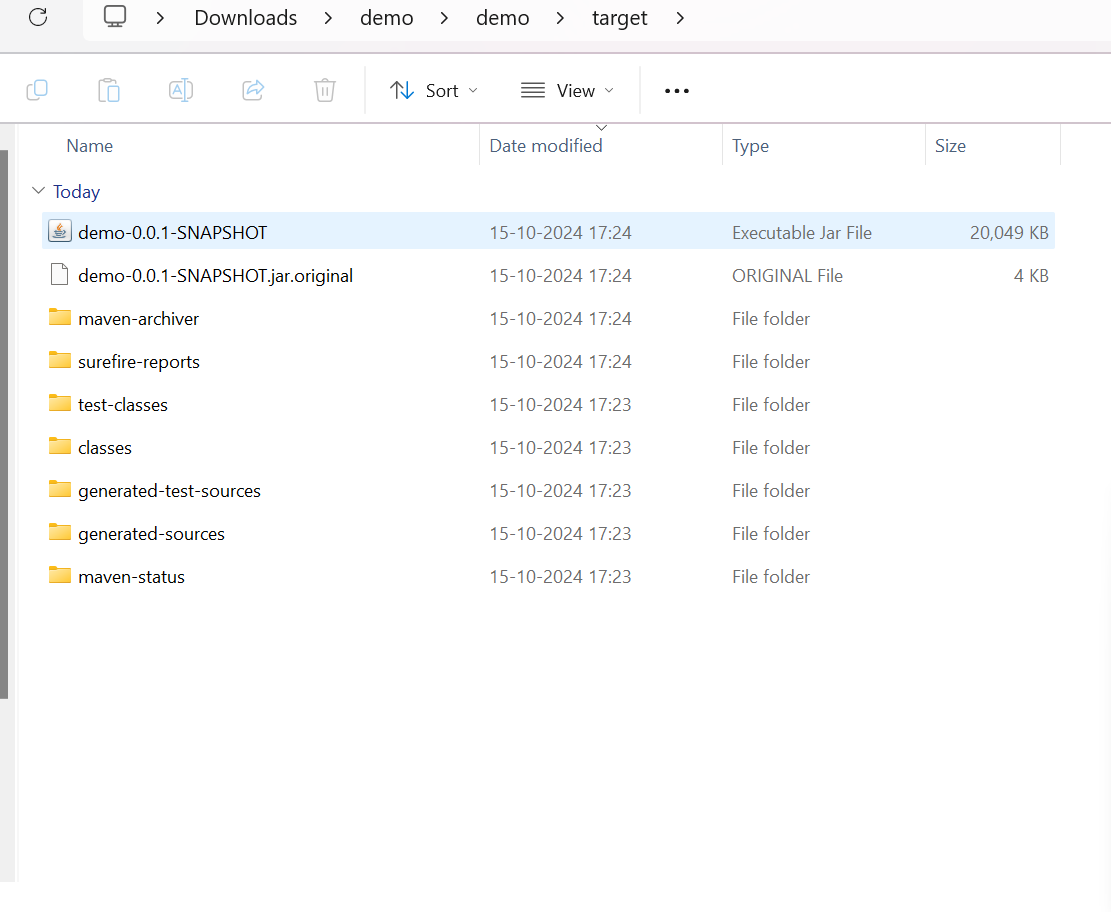 Downloads demo demo target
Sort View
Name Date modified Type Size
Today
demo-0.0.1-SNAPSHOT 15-10-2024 17:24 Executable Jar File 20,049 KB
demo-0.0.1-SNAPSHOT.jar.original 15-10-2024 17:24 ORIGINAL File 4 KB
maven-archiver 15-10-2024 17:24 File folder
surefire-reports 15-10-2024 17:24 File folder
test-classes 15-10-2024 17:23 File folder
classes 15-10-2024 17:23 File folder
generated-test-sources 15-10-2024 17:23 File folder
generated-sources 15-10-2024 17:23 File folder
maven-status 15-10-2024 17:23 File folder